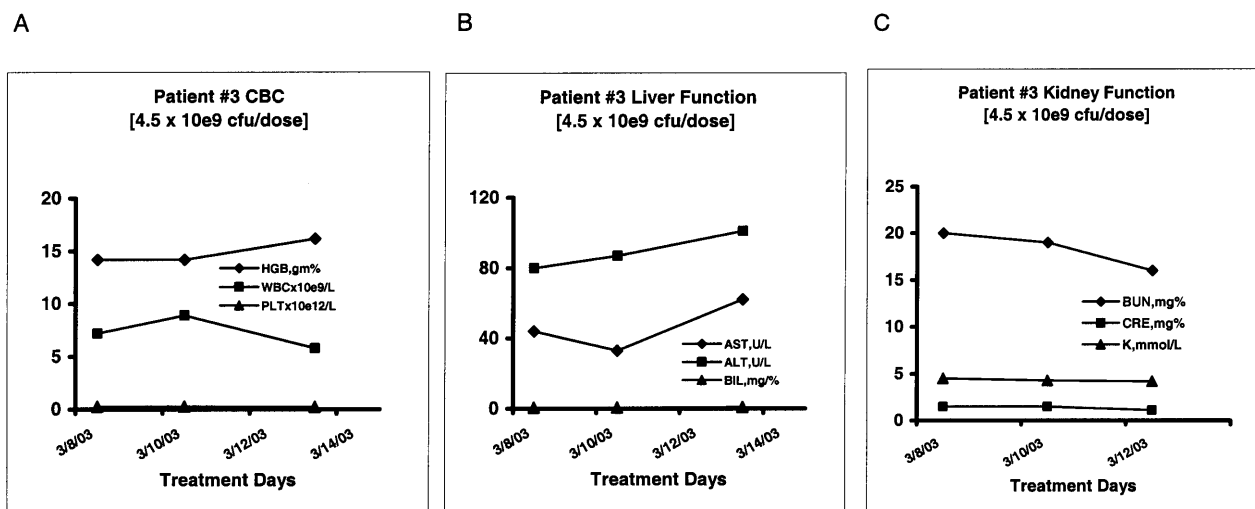 A
Patient #3 CBC
[4.5 x 10e9 cfu/dose]
20
15
10
5
0
HGB,gm%
WBCx10e9/L
PLTx10e12/L
3/8/03
3/10/03
3/12/03
3/14/03
Treatment Days
B
Patient #3 Liver Function
[4.5 x 10e9 cfu/dose]
120
80
40
0
AST,U/L
ALT,U/L
BIL,mg/%
3/8/03
3/10/03
3/12/03
3/14/03
Treatment Days
C
Patient #3 Kidney Function
[4.5 x 10e9 cfu/dose]
25
20
15
10
5
0
BUN,mg%
CRE,mg%
K,mmol/L
3/8/03
3/10/03
3/12/03
Treatment Days